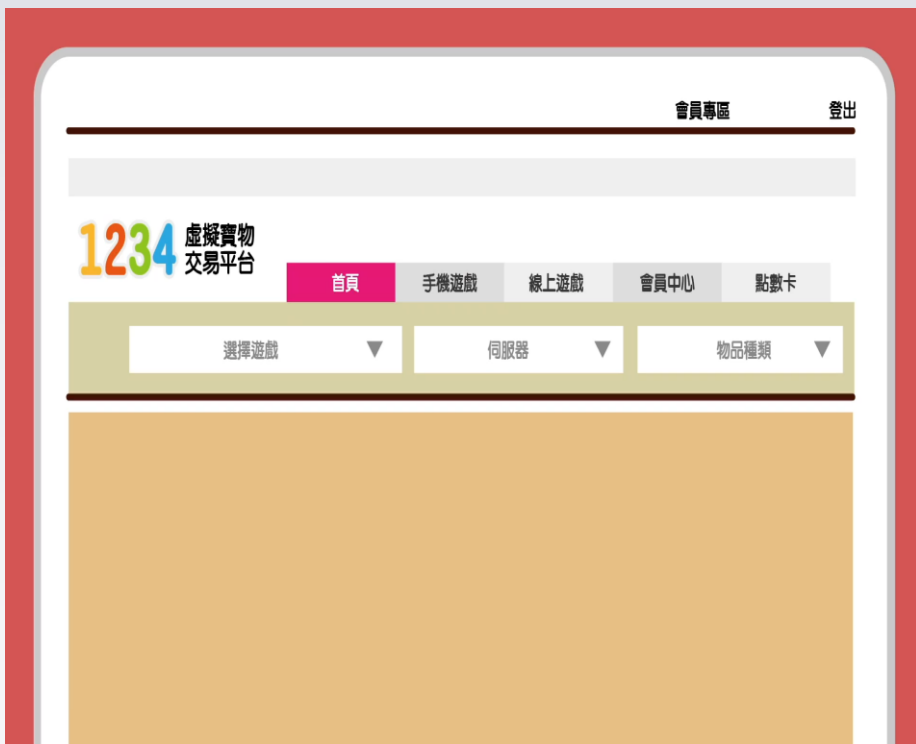 會員專區 登出
1234 虛擬寶物
交易平台
首頁 手機遊戲 線上遊戲 會員中心 點數卡
選擇遊戲 ▼ 伺服器 ▼ 物品種類 ▼